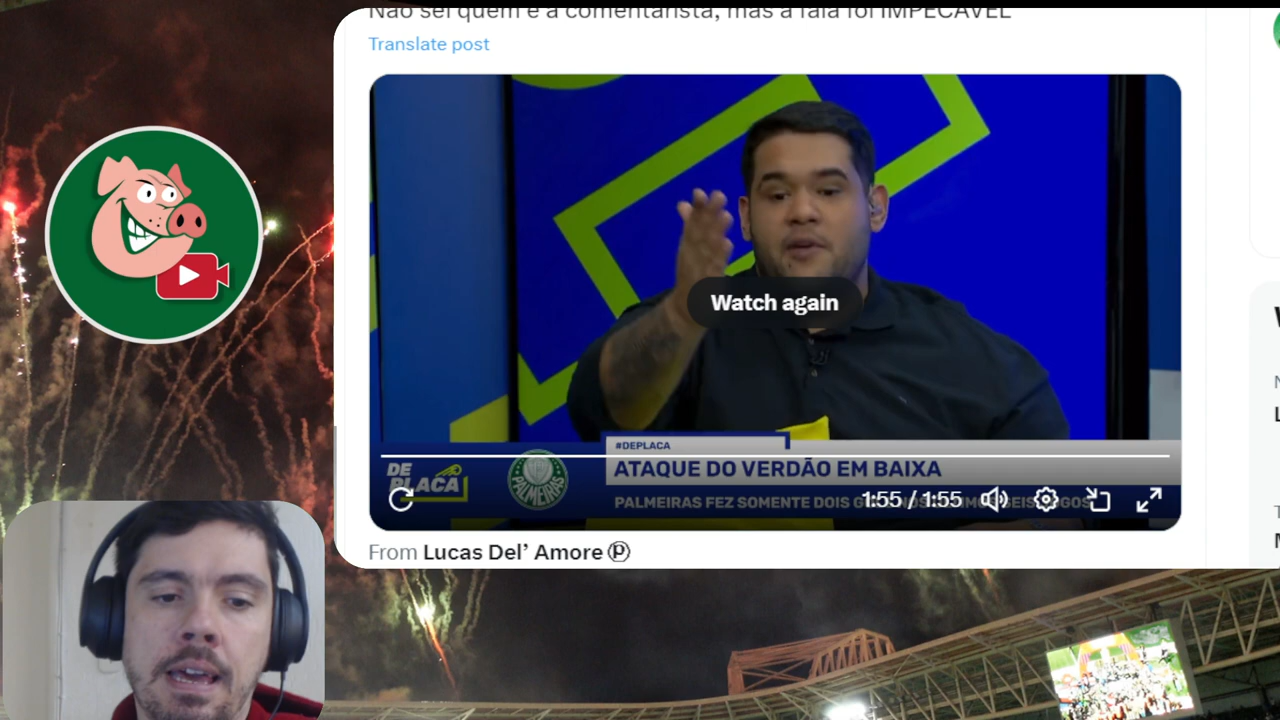 Não sei quem é a comentarista, mas a fala foi IMPECÁVEL
Translate post
Watch again
#DEPLACA
DE PLACA
PALMEIRAS
ATAQUE DO VERDÃO EM BAIXA
PALMEIRAS FEZ SOMENTE DOIS
1:55 / 1:55
From Lucas Del’ Amore Ⓟ